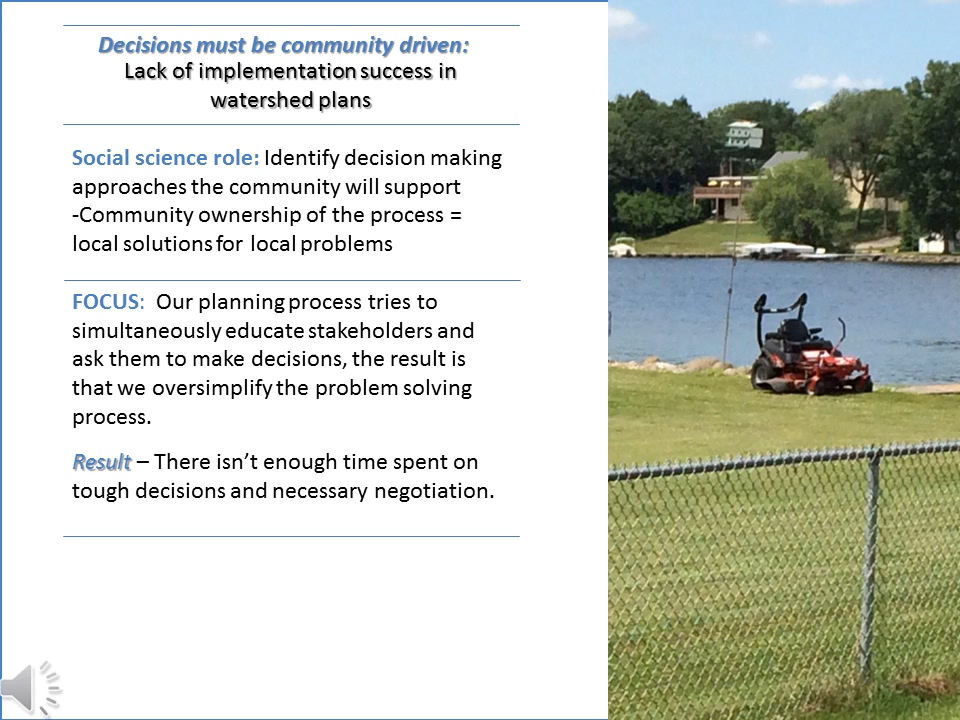 Decisions must be community driven:
Lack of implementation success in
watershed plans
Social science role: Identify decision making
approaches the community will support
-Community ownership of the process =
local solutions for local problems
FOCUS:  Our planning process tries to
simultaneously educate stakeholders and
ask them to make decisions, the result is
that we oversimplify the problem solving
process.
Result – There isn’t enough time spent on
tough decisions and necessary negotiation.